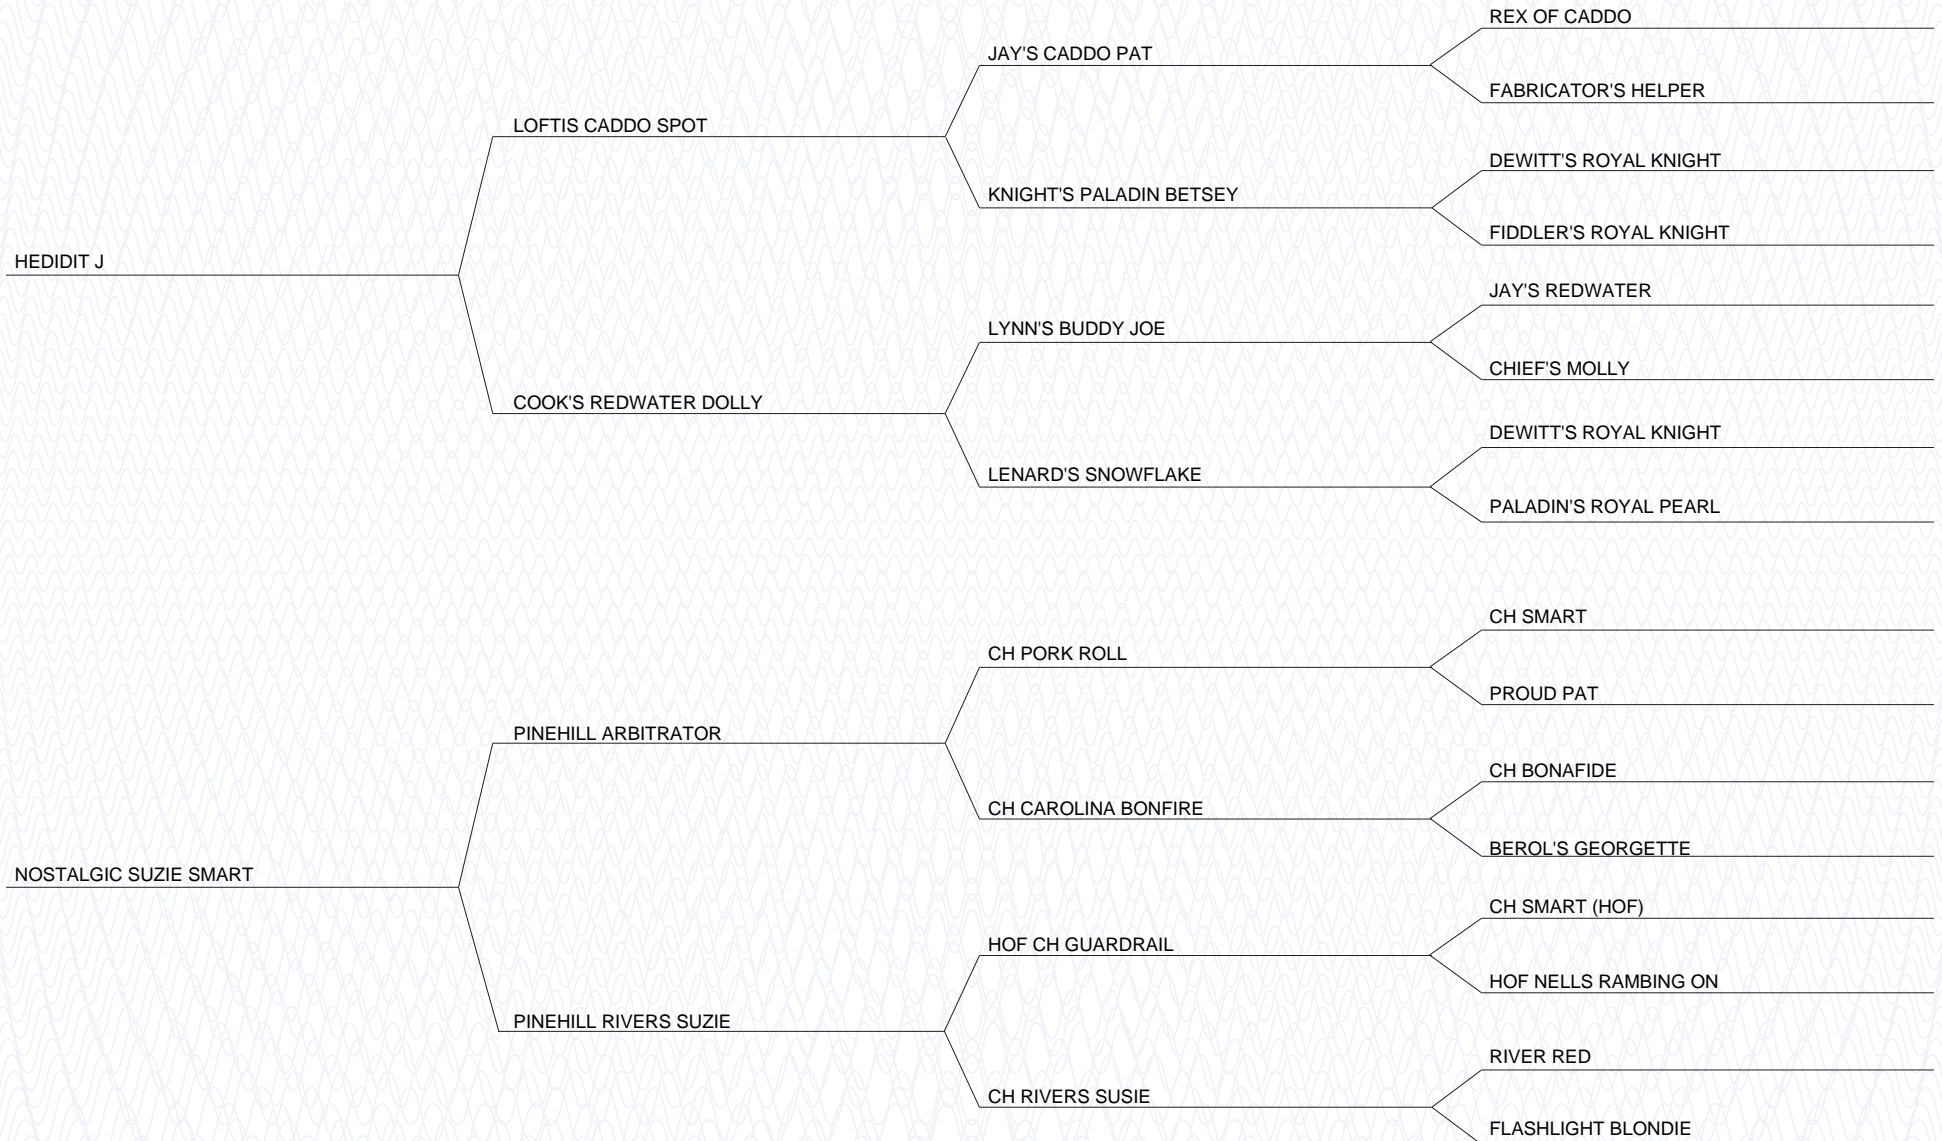 REX OF CADDO
JAY'S CADDO PAT
FABRICATOR'S HELPER
LOFTIS CADDO SPOT
DEWITT'S ROYAL KNIGHT
KNIGHT'S PALADIN BETSEY
FIDDLER'S ROYAL KNIGHT
HEDIDIT J
JAY'S REDWATER
LYNN'S BUDDY JOE
CHIEF'S MOLLY
COOK'S REDWATER DOLLY
DEWITT'S ROYAL KNIGHT
LENARD'S SNOWFLAKE
PALADIN'S ROYAL PEARL
CH SMART
CH PORK ROLL
PROUD PAT
PINEHILL ARBITRATOR
CH BONAFIDE
CH CAROLINA BONFIRE
BEROL'S GEORGETTE
NOSTALGIC SUZIE SMART
CH SMART (HOF)
HOF CH GUARDRAIL
HOF NELLS RAMBING ON
PINEHILL RIVERS SUZIE
RIVER RED
CH RIVERS SUSIE
FLASHLIGHT BLONDIE